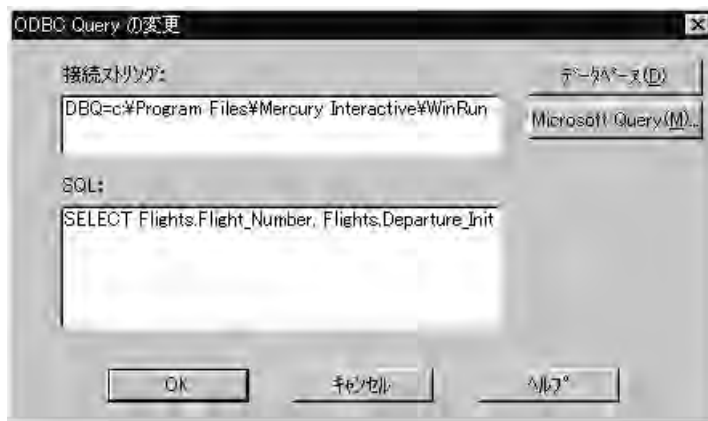 ODBC Query の変更
接続ストリング:
データベース(D)
DBQ=c:¥Program Files¥Mercury Interactive¥WinRun
Microsoft Query(M)...
SQL:
SELECT Flights.Flight_Number, Flights.Departure_Init
OK
キャンセル
ヘルプ